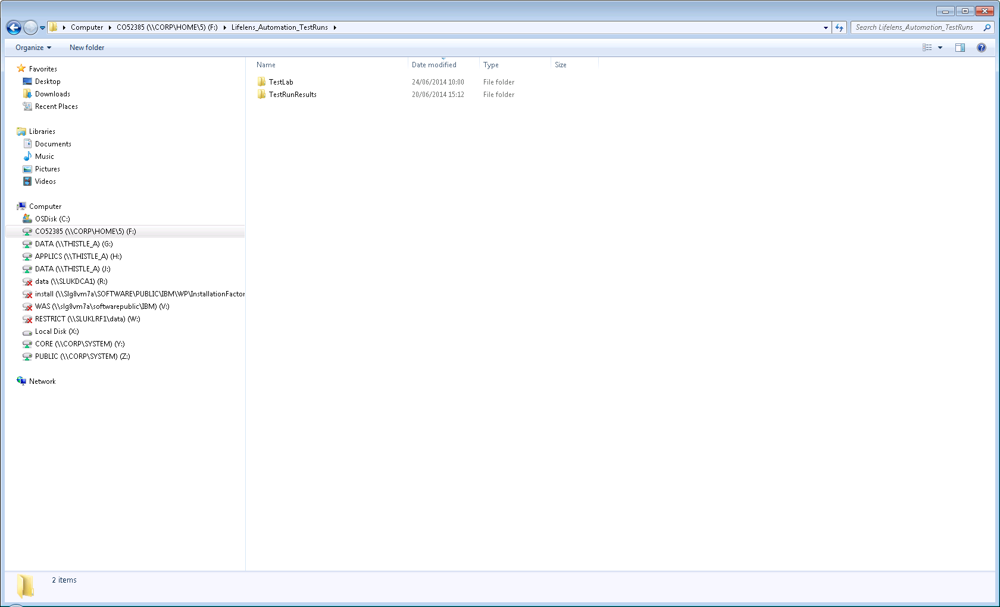 Computer ▸ CO52385 (\\CORP\HOME\5) (F:) ▸ Lifelens_Automation_TestRuns ▸
Search Lifelens_Automation_TestRuns
Organize
New folder
Favorites
Desktop
Downloads
Recent Places
Libraries
Documents
Music
Pictures
Videos
Computer
OSDisk (C:)
CO52385 (\\CORP\HOME\5) (F:)
DATA (\\THISTLE_A) (G:)
APPLICS (\\THISTLE_A) (H:)
DATA (\\THISTLE_A) (J:)
data (\\SLUKDCA1) (R:)
install (\\Slg8vm7a\SOFTWARE\PUBLIC\IBM\WP\InstallationFactor
WAS (\\slg8vm7a\softwarepublic\IBM) (V:)
RESTRICT (\\SLUKLRF1\data) (W:)
Local Disk (X:)
CORE (\\CORP\SYSTEM) (Y:)
PUBLIC (\\CORP\SYSTEM) (Z:)
Network
Name Date modified Type Size
TestLab 24/06/2014 10:00 File folder
TestRunResults 20/06/2014 15:12 File folder
2 items